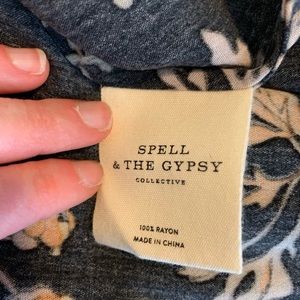 SPELL
& THE GYPSY
COLLECTIVE
100% RAYON
MADE IN CHINA